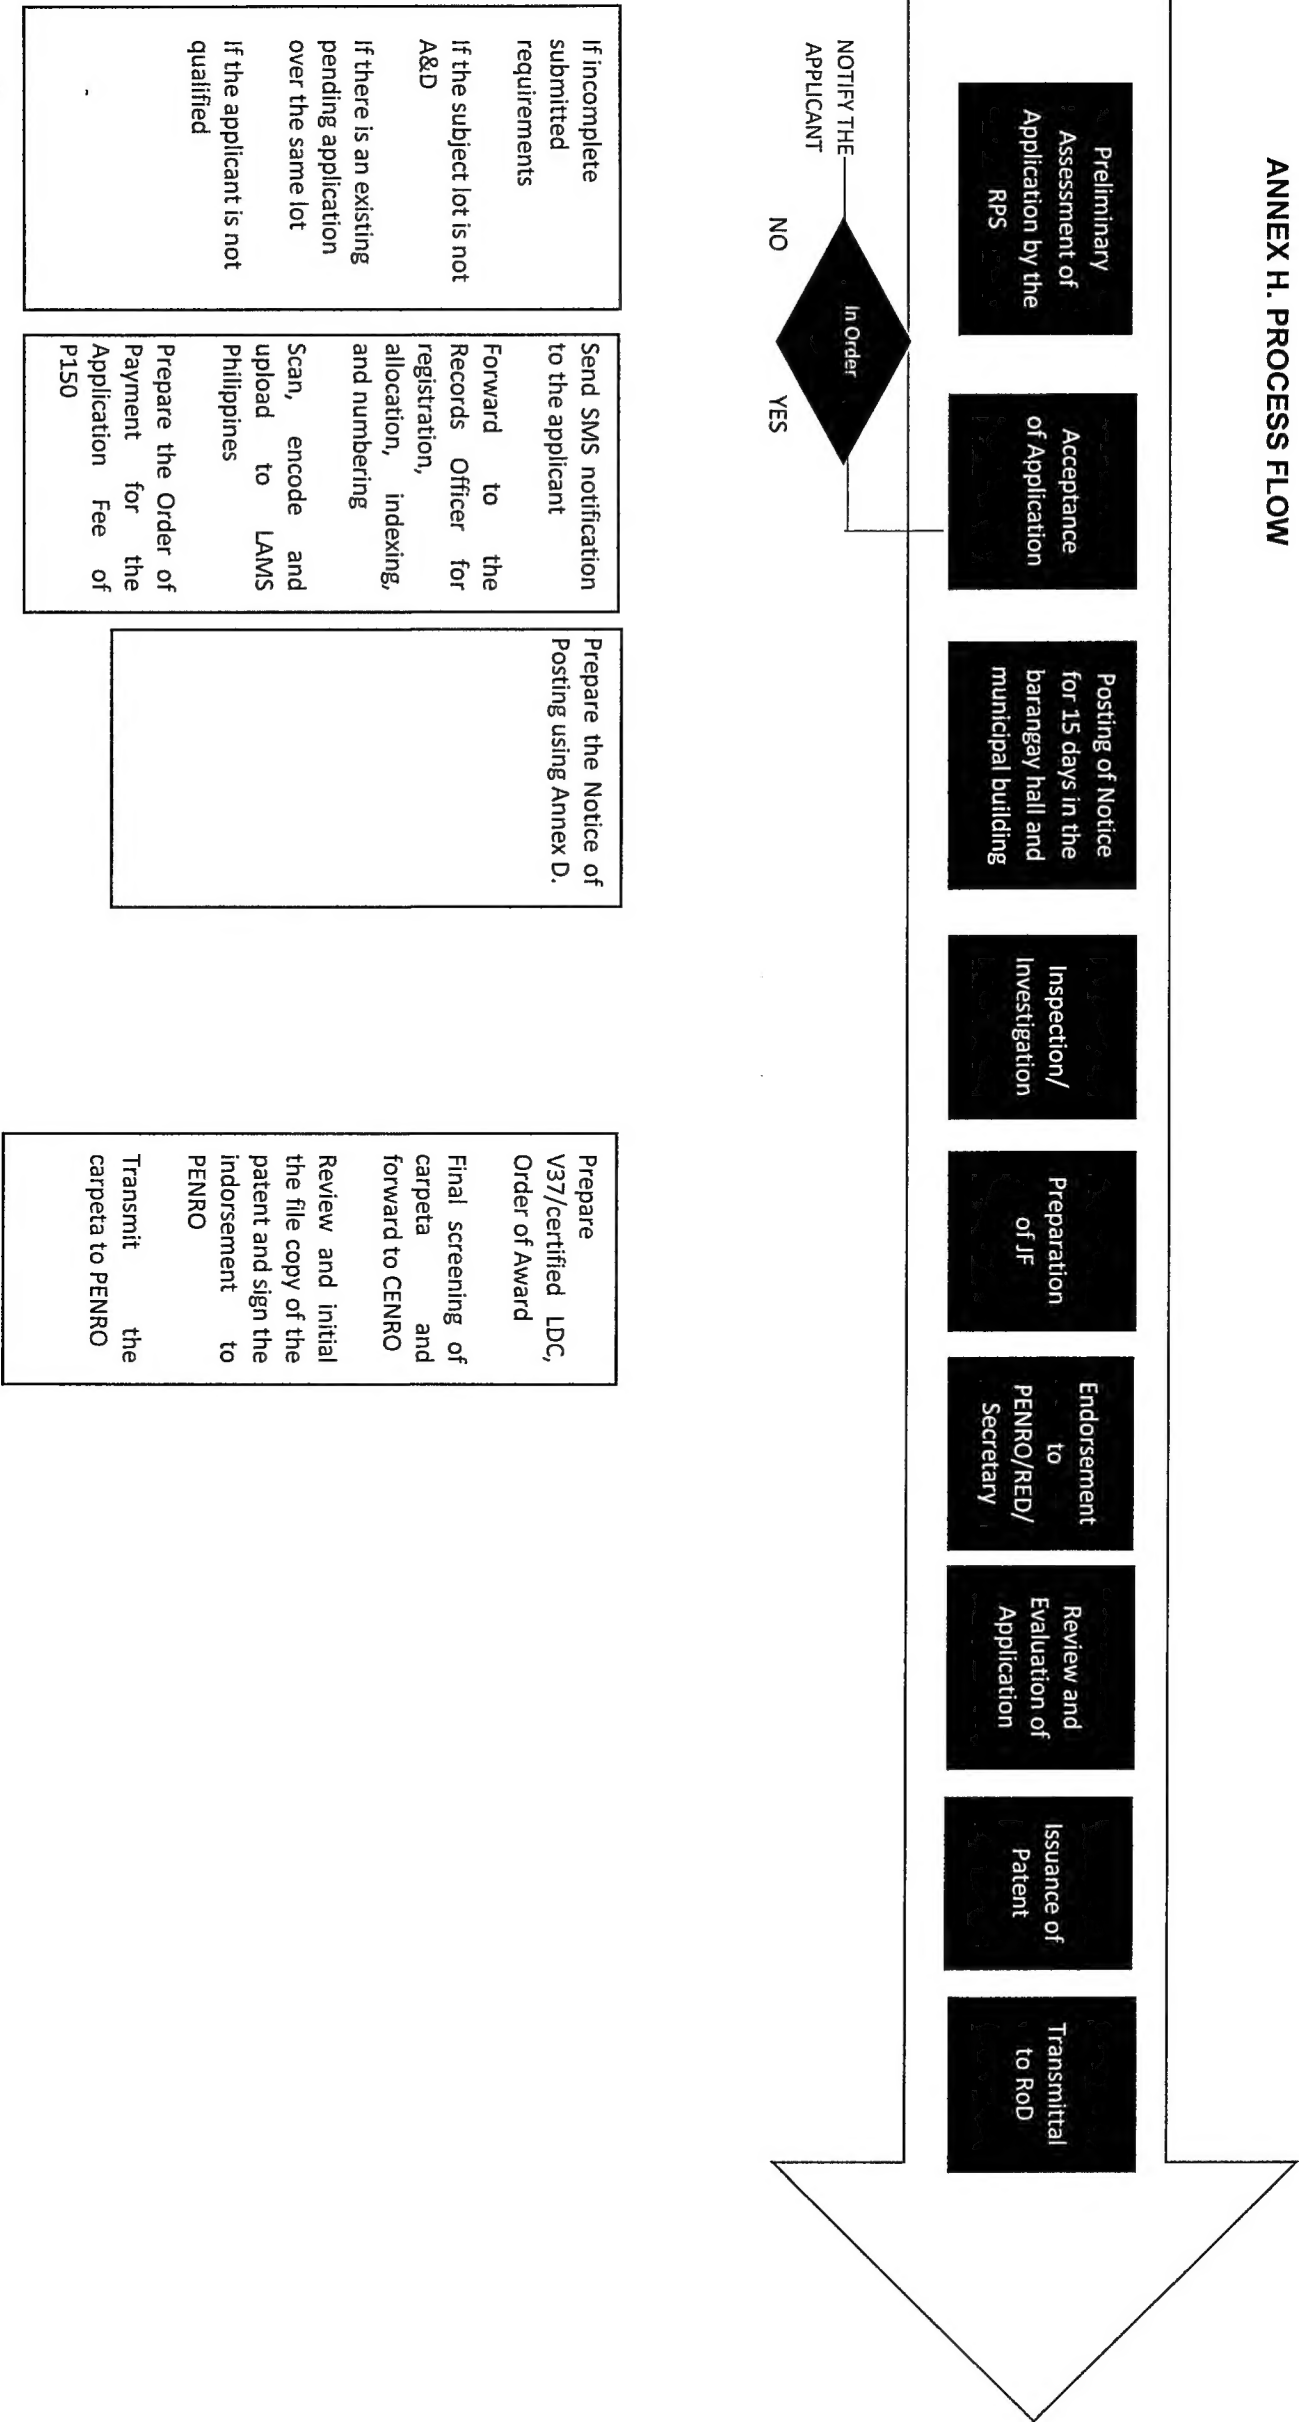 ANNEX H. PROCESS FLOW
Preliminary
Assessment of
Application by the
RPS
Acceptance
of Application
Posting of Notice
for 15 days in the
barangay hall and
municipal building
Inspection/
Investigation
Preparation
of JF
Endorsement
to
PENRO/RED/
Secretary
Review and
Evaluation of
Application
Issuance of
Patent
Transmittal
to RoD
NOTIFY THE
APPLICANT
In Order
NO
YES
If incomplete
submitted
requirements
If the subject lot is not
A&D
If there is an existing
pending application
over the same lot
If the applicant is not
qualified
Send SMS notification
to the applicant
Forward to the
Records Officer for
registration,
allocation, indexing,
and numbering
Scan, encode and
upload to LAMS
Philippines
Prepare the Order of
Payment for the
Application Fee of
P150
Prepare the Notice of
Posting using Annex D.
Prepare
V37/certified LDC,
Order of Award
Final screening of
carpeta and
forward to CENRO
Review and initial
the file copy of the
patent and sign the
indorsement to
PENRO
Transmit the
carpeta to PENRO